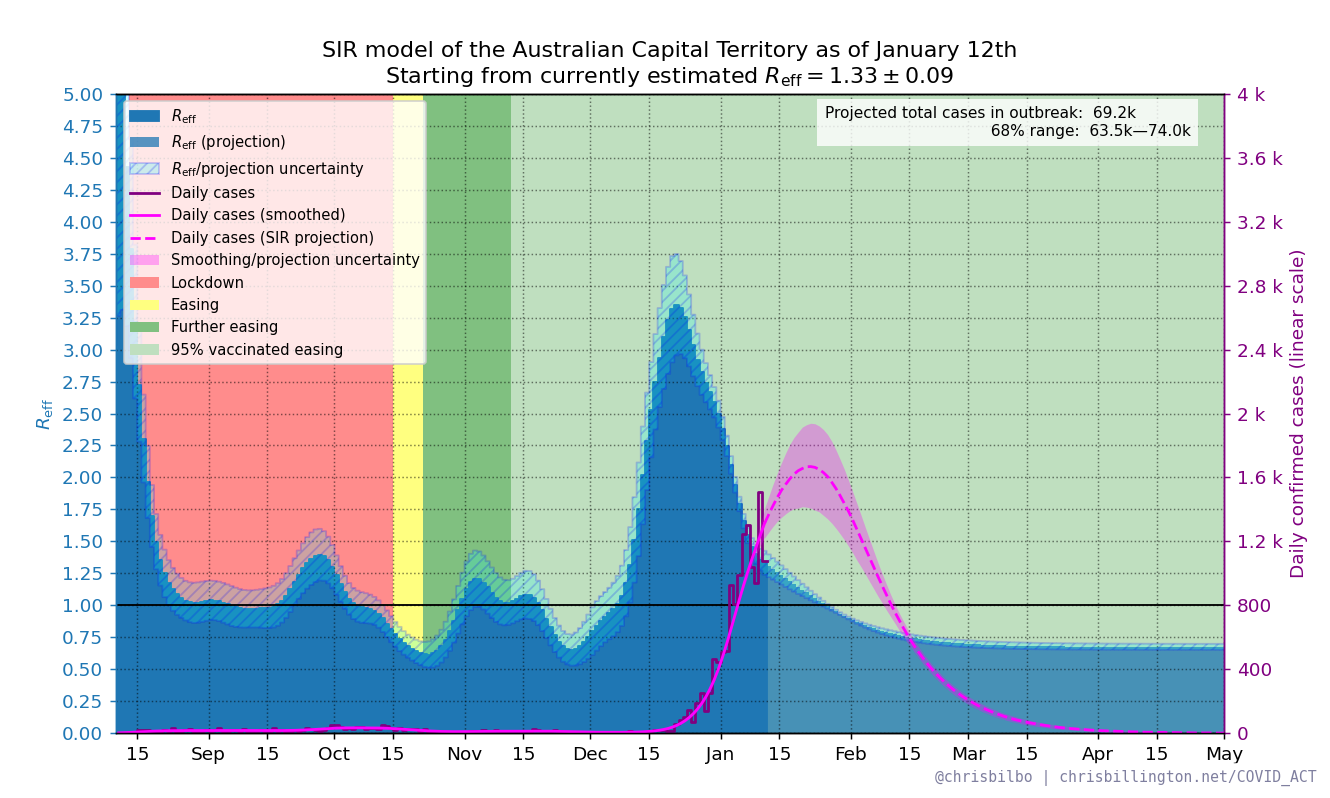 SIR model of the Australian Capital Territory as of January 12th
Starting from currently estimated R_eff = 1.33 ± 0.09
Projected total cases in outbreak: 69.2k
68% range: 63.5k—74.0k
R_eff
R_eff (projection)
R_eff/projection uncertainty
Daily cases
Daily cases (smoothed)
Daily cases (SIR projection)
Smoothing/projection uncertainty
Lockdown
Easing
Further easing
95% vaccinated easing
5.00
4.75
4.50
4.25
4.00
3.75
3.50
3.25
3.00
2.75
2.50
2.25
2.00
1.75
1.50
1.25
1.00
0.75
0.50
0.25
0.00
R_eff
4 k
3.6 k
3.2 k
2.8 k
2.4 k
2 k
1.6 k
1.2 k
800
400
0
Daily confirmed cases (linear scale)
15 Sep 15 Oct 15 Nov 15 Dec 15 Jan 15 Feb 15 Mar 15 Apr 15 May
@chrisbilbo | chrisbillington.net/COVID_ACT